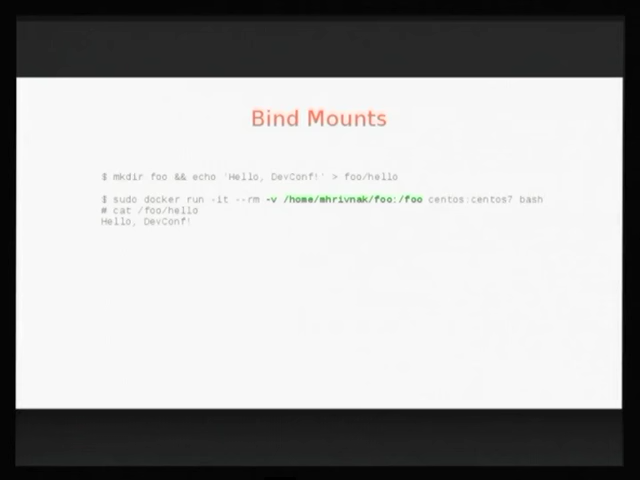 Bind Mounts
$ mkdir foo && echo 'Hello, DevConf!' > foo/hello
$ sudo docker run -it --rm -v /home/mhrivnak/foo:/foo centos:centos7 bash
# cat /foo/hello
Hello, DevConf!